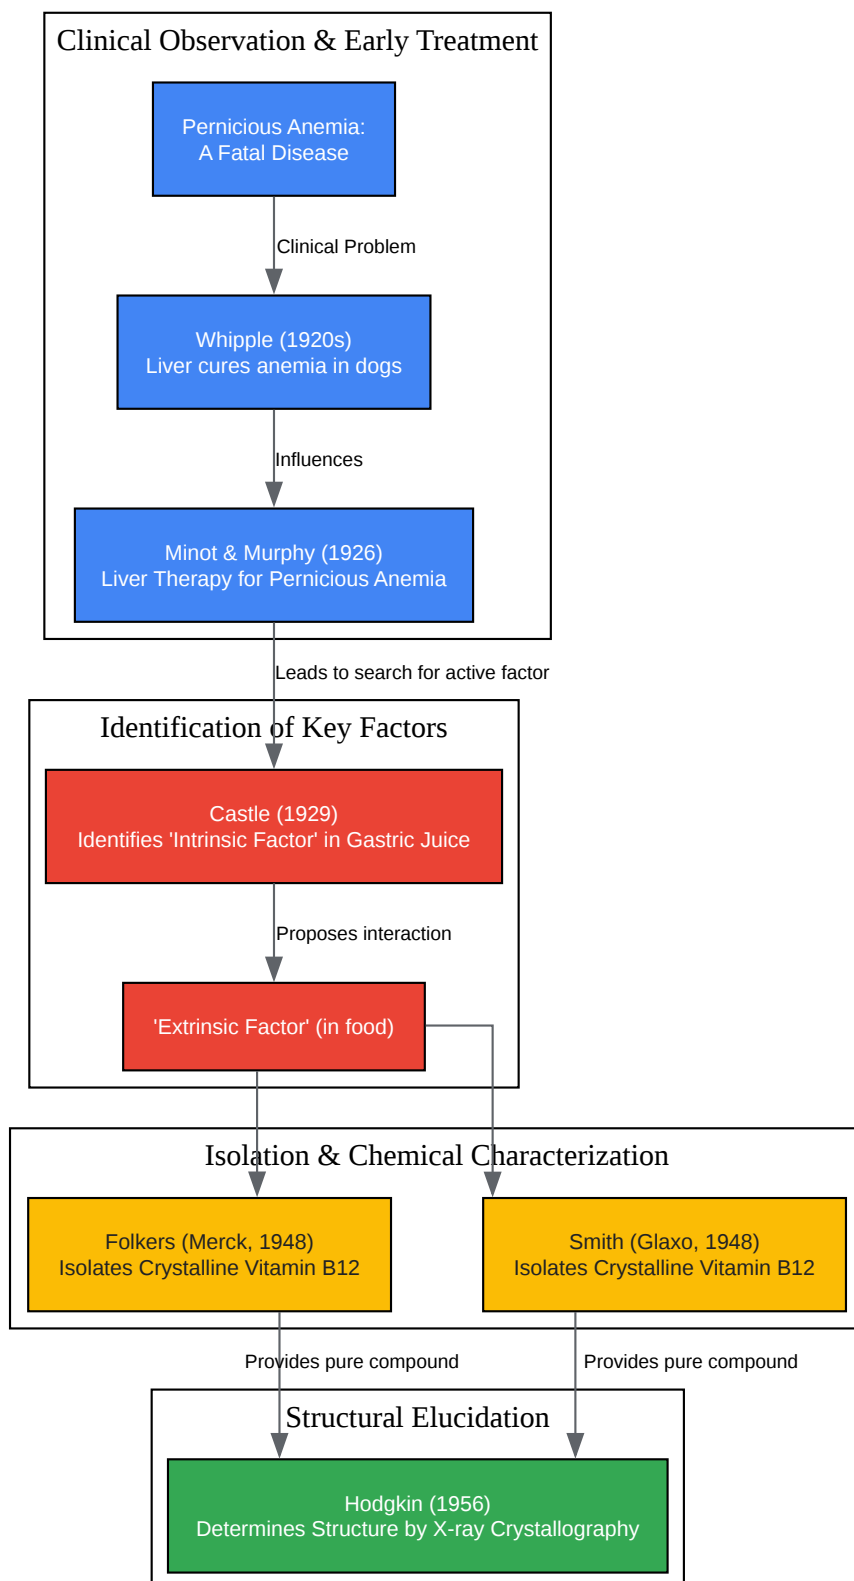 Clinical Observation & Early Treatment
Pernicious Anemia:
A Fatal Disease
Clinical Problem
Whipple (1920s)
Liver cures anemia in dogs
Influences
Minot & Murphy (1926)
Liver Therapy for Pernicious Anemia
Leads to search for active factor
Identification of Key Factors
Castle (1929)
Identifies 'Intrinsic Factor' in Gastric Juice
Proposes interaction
'Extrinsic Factor' (in food)
Isolation & Chemical Characterization
Folkers (Merck, 1948)
Isolates Crystalline Vitamin B12
Smith (Glaxo, 1948)
Isolates Crystalline Vitamin B12
Provides pure compound
Provides pure compound
Structural Elucidation
Hodgkin (1956)
Determines Structure by X-ray Crystallography